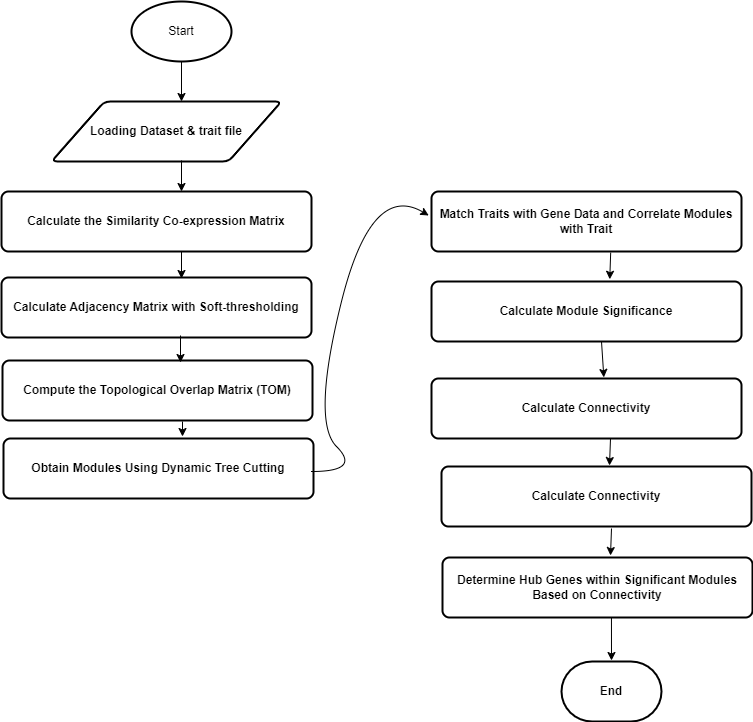 Start
Loading Dataset & trait file
Calculate the Similarity Co-expression Matrix
Calculate Adjacency Matrix with Soft-thresholding
Compute the Topological Overlap Matrix (TOM)
Obtain Modules Using Dynamic Tree Cutting
Match Traits with Gene Data and Correlate Modules
with Trait
Calculate Module Significance
Calculate Connectivity
Calculate Connectivity
Determine Hub Genes within Significant Modules
Based on Connectivity
End